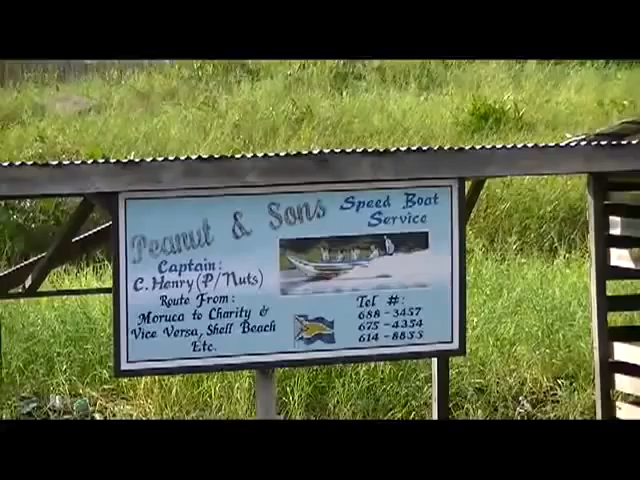 Peanut & Sons
Speed Boat
Service
Captain:
C. Henry (P/Nuts)
Route From:
Moruca to Charity &
Vice Versa, Shell Beach
Etc.
Tel #:
688-3457
675-4354
614-8855